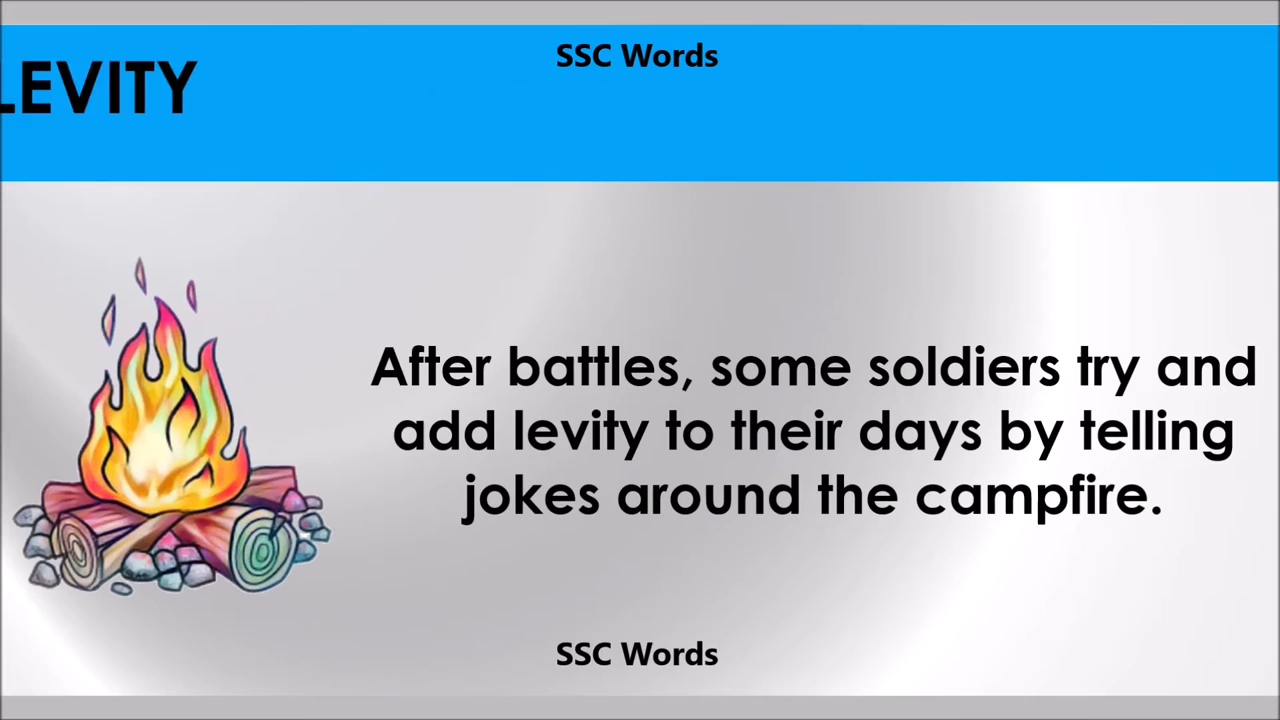 SSC Words
LEVITY
After battles, some soldiers try and
add levity to their days by telling
jokes around the campfire.
SSC Words